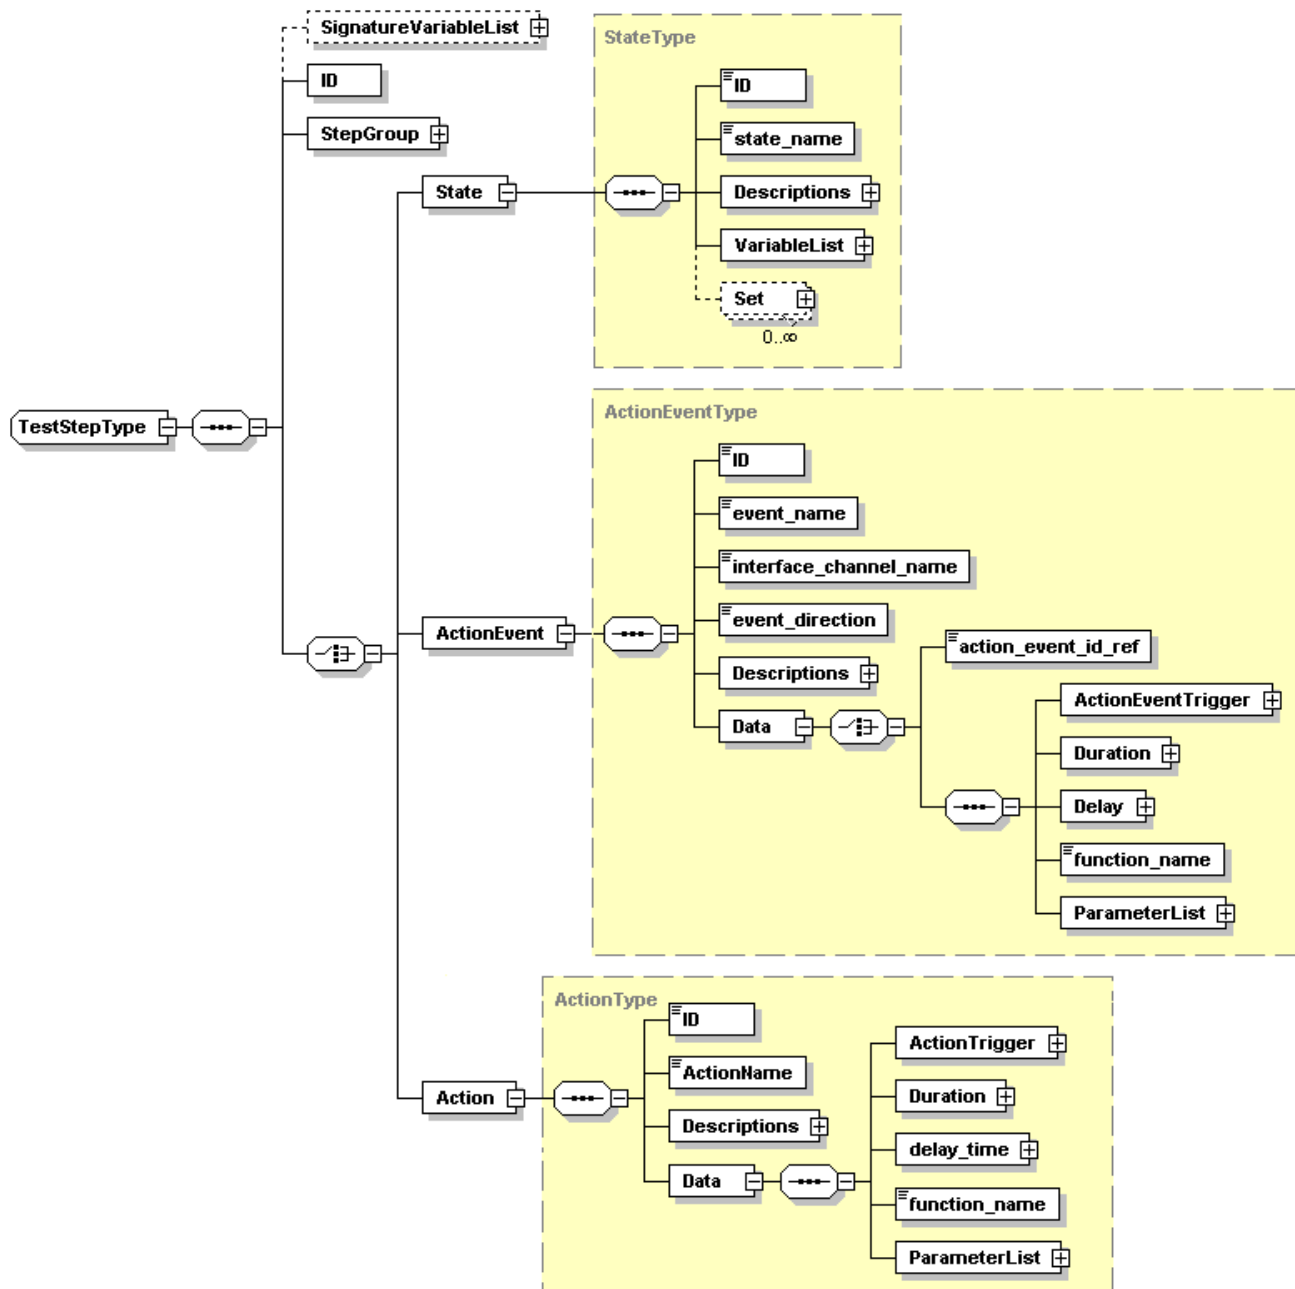 SignatureVariableList
ID
StepGroup
StateType
ID
state_name
State
Descriptions
VariableList
Set
0..∞
TestStepType
ActionEventType
ID
event_name
interface_channel_name
event_direction
ActionEvent
Descriptions
Data
action_event_id_ref
ActionEventTrigger
Duration
Delay
function_name
ParameterList
ActionType
ID
ActionName
Action
Descriptions
Data
ActionTrigger
Duration
delay_time
function_name
ParameterList